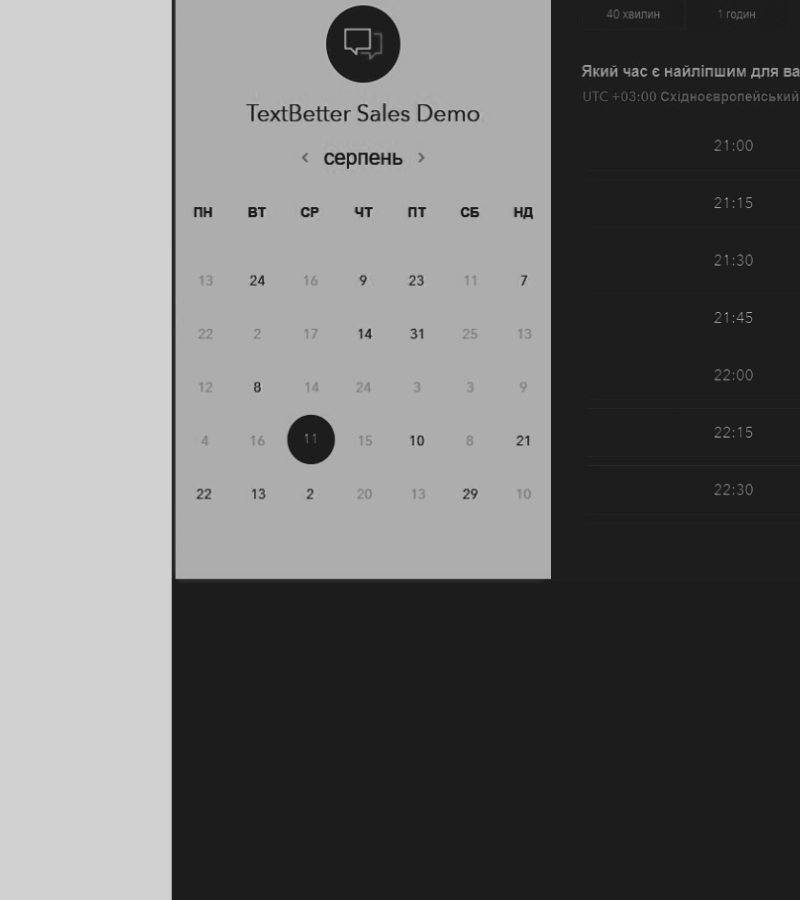 TextBetter Sales Demo
< серпень >
ПН ВТ СР ЧТ ПТ СБ НД
13 24 16 9 23 11 7
22 2 17 14 31 25 13
12 8 14 24 3 3 9
4 16 11 15 10 8 21
22 13 2 20 13 29 10
40 хвилин 1 годин
Який час є найліпшим для ва
UTC +03:00 Східноєвропейський
21:00
21:15
21:30
21:45
22:00
22:15
22:30